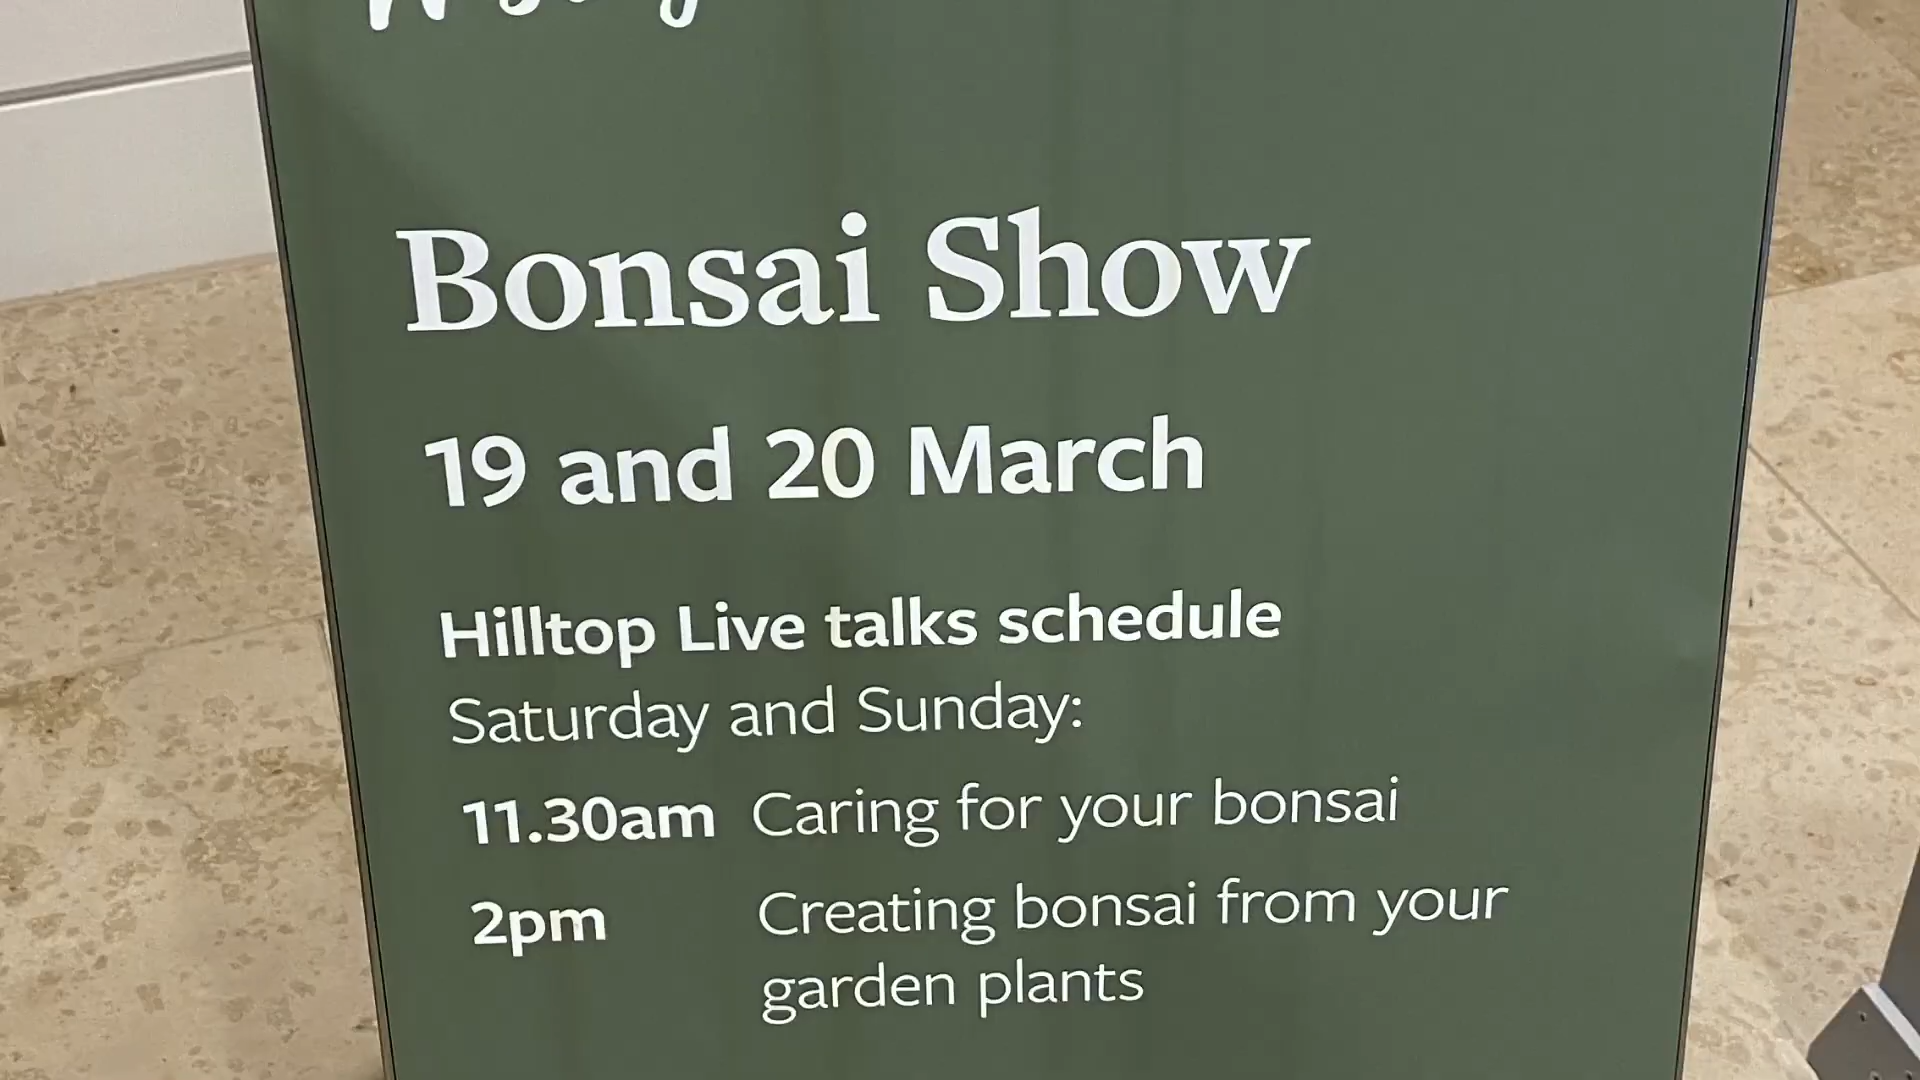 Bonsai Show
19 and 20 March
Hilltop Live talks schedule
Saturday and Sunday:
11.30am Caring for your bonsai
2pm Creating bonsai from your
garden plants